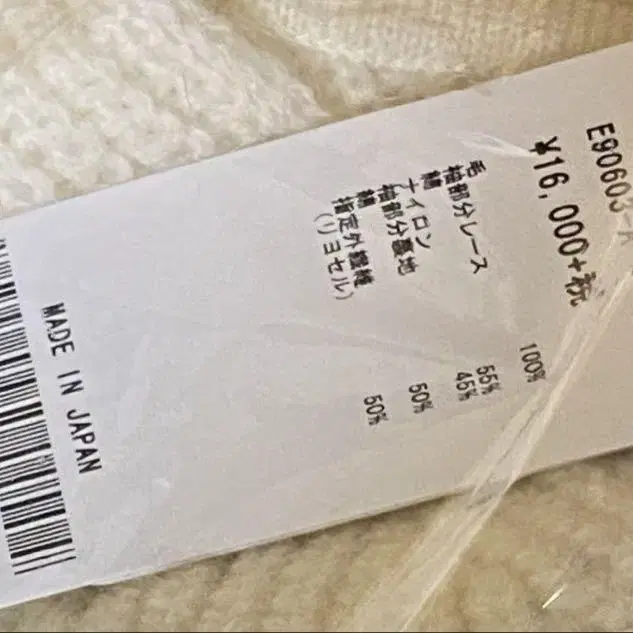 E90603-
¥16,000+税
毛 100%
袖部分レース
綿 55%
ナイロン 45%
袖部分裏地
綿 50%
指定外繊維
(リヨセル) 50%
MADE IN JAPAN